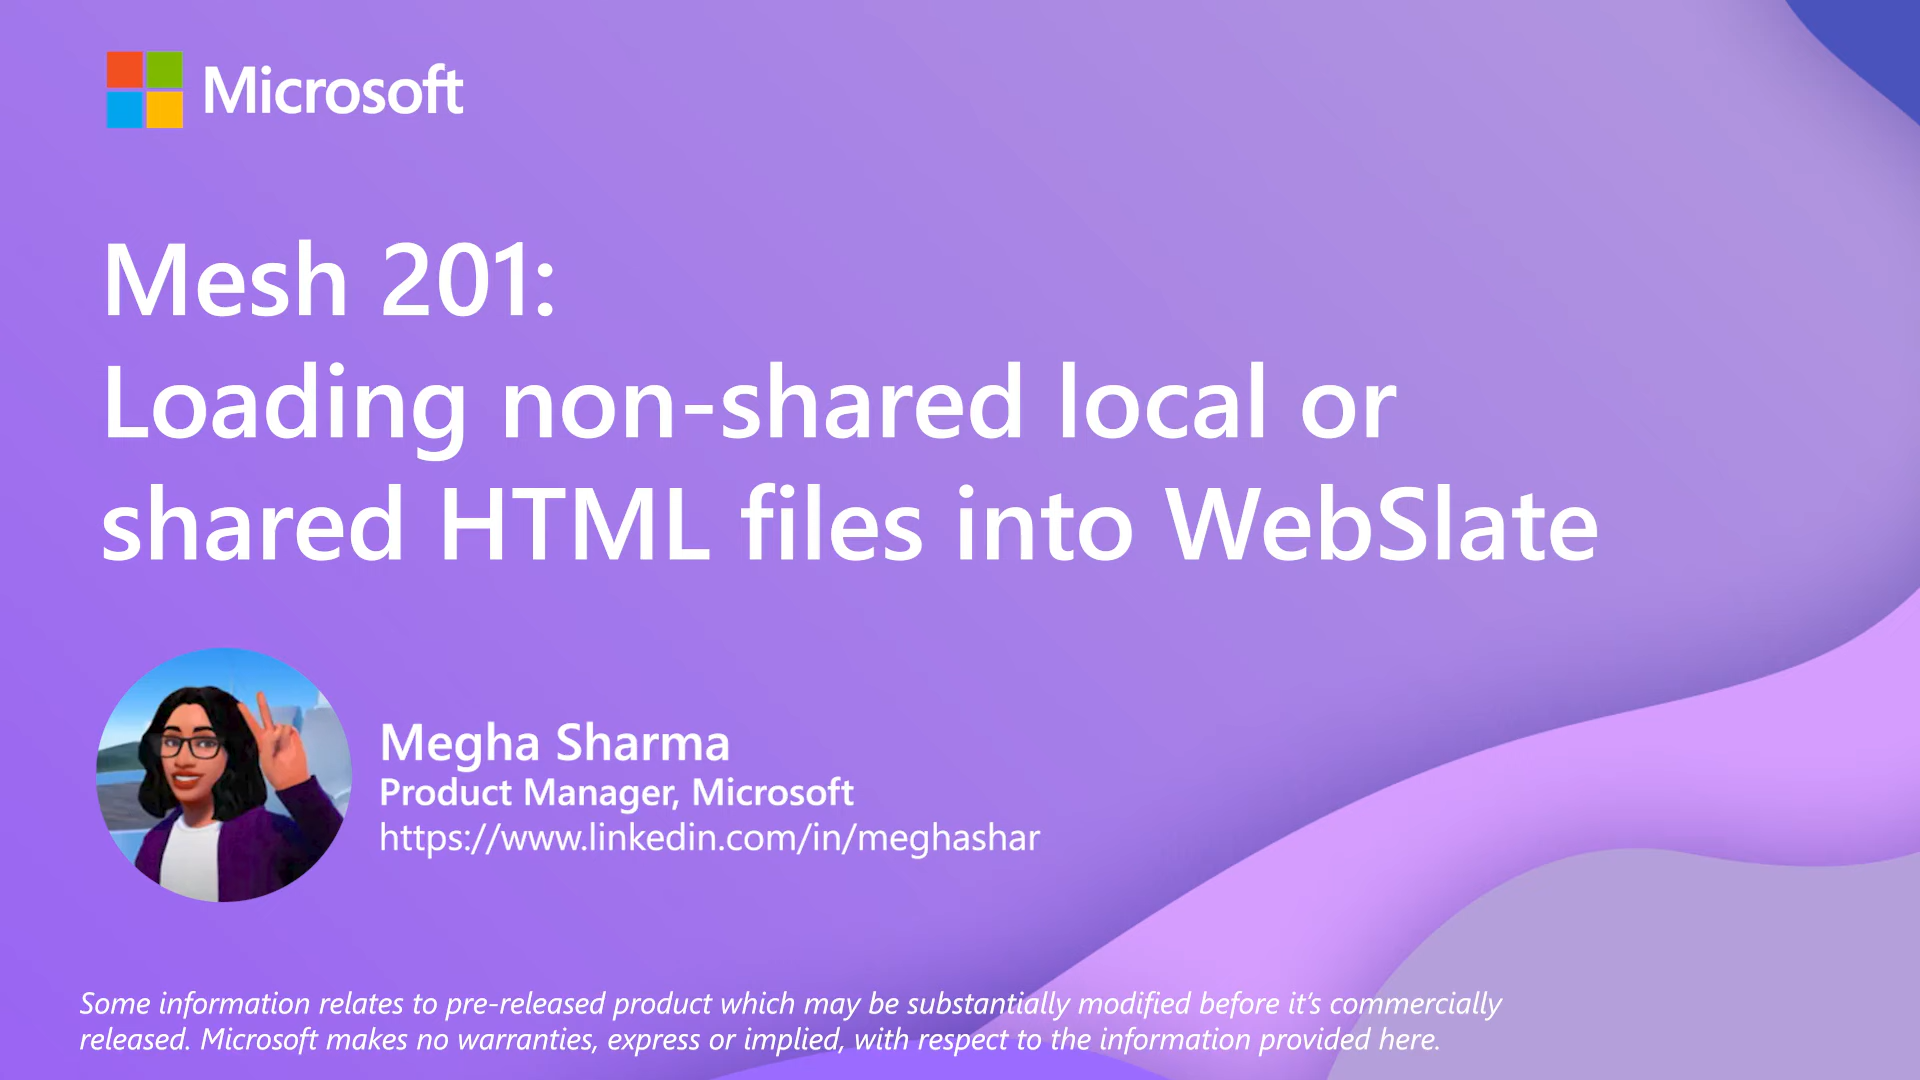 Microsoft
Mesh 201:
Loading non-shared local or
shared HTML files into WebSlate
Megha Sharma
Product Manager, Microsoft
https://www.linkedin.com/in/meghashar
Some information relates to pre-released product which may be substantially modified before it’s commercially
released. Microsoft makes no warranties, express or implied, with respect to the information provided here.